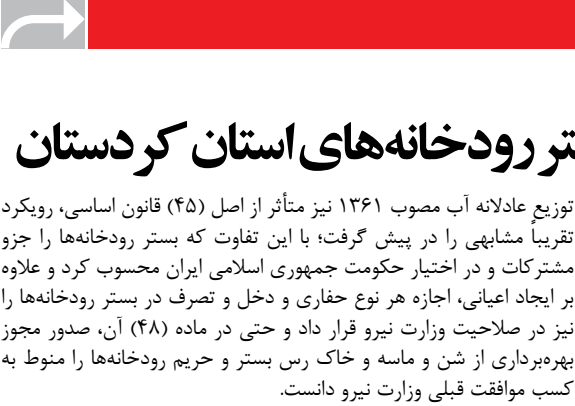 تر رودخانه‌های استان کردستان
توزیع عادلانه آب مصوب ۱۳۶۱ نیز متأثر از اصل (۴۵) قانون اساسی، رویکرد
تقریباً مشابهی را در پیش گرفت؛ با این تفاوت که بستر رودخانه‌ها را جزو
مشترکات و در اختیار حکومت جمهوری اسلامی ایران محسوب کرد و علاوه
بر ایجاد اعیانی، اجازه هر نوع حفاری و دخل و تصرف در بستر رودخانه‌ها را
نیز در صلاحیت وزارت نیرو قرار داد و حتی در ماده (۴۸) آن، صدور مجوز
بهره‌برداری از شن و ماسه و خاک رس بستر و حریم رودخانه‌ها را منوط به
کسب موافقت قبلی وزارت نیرو دانست.